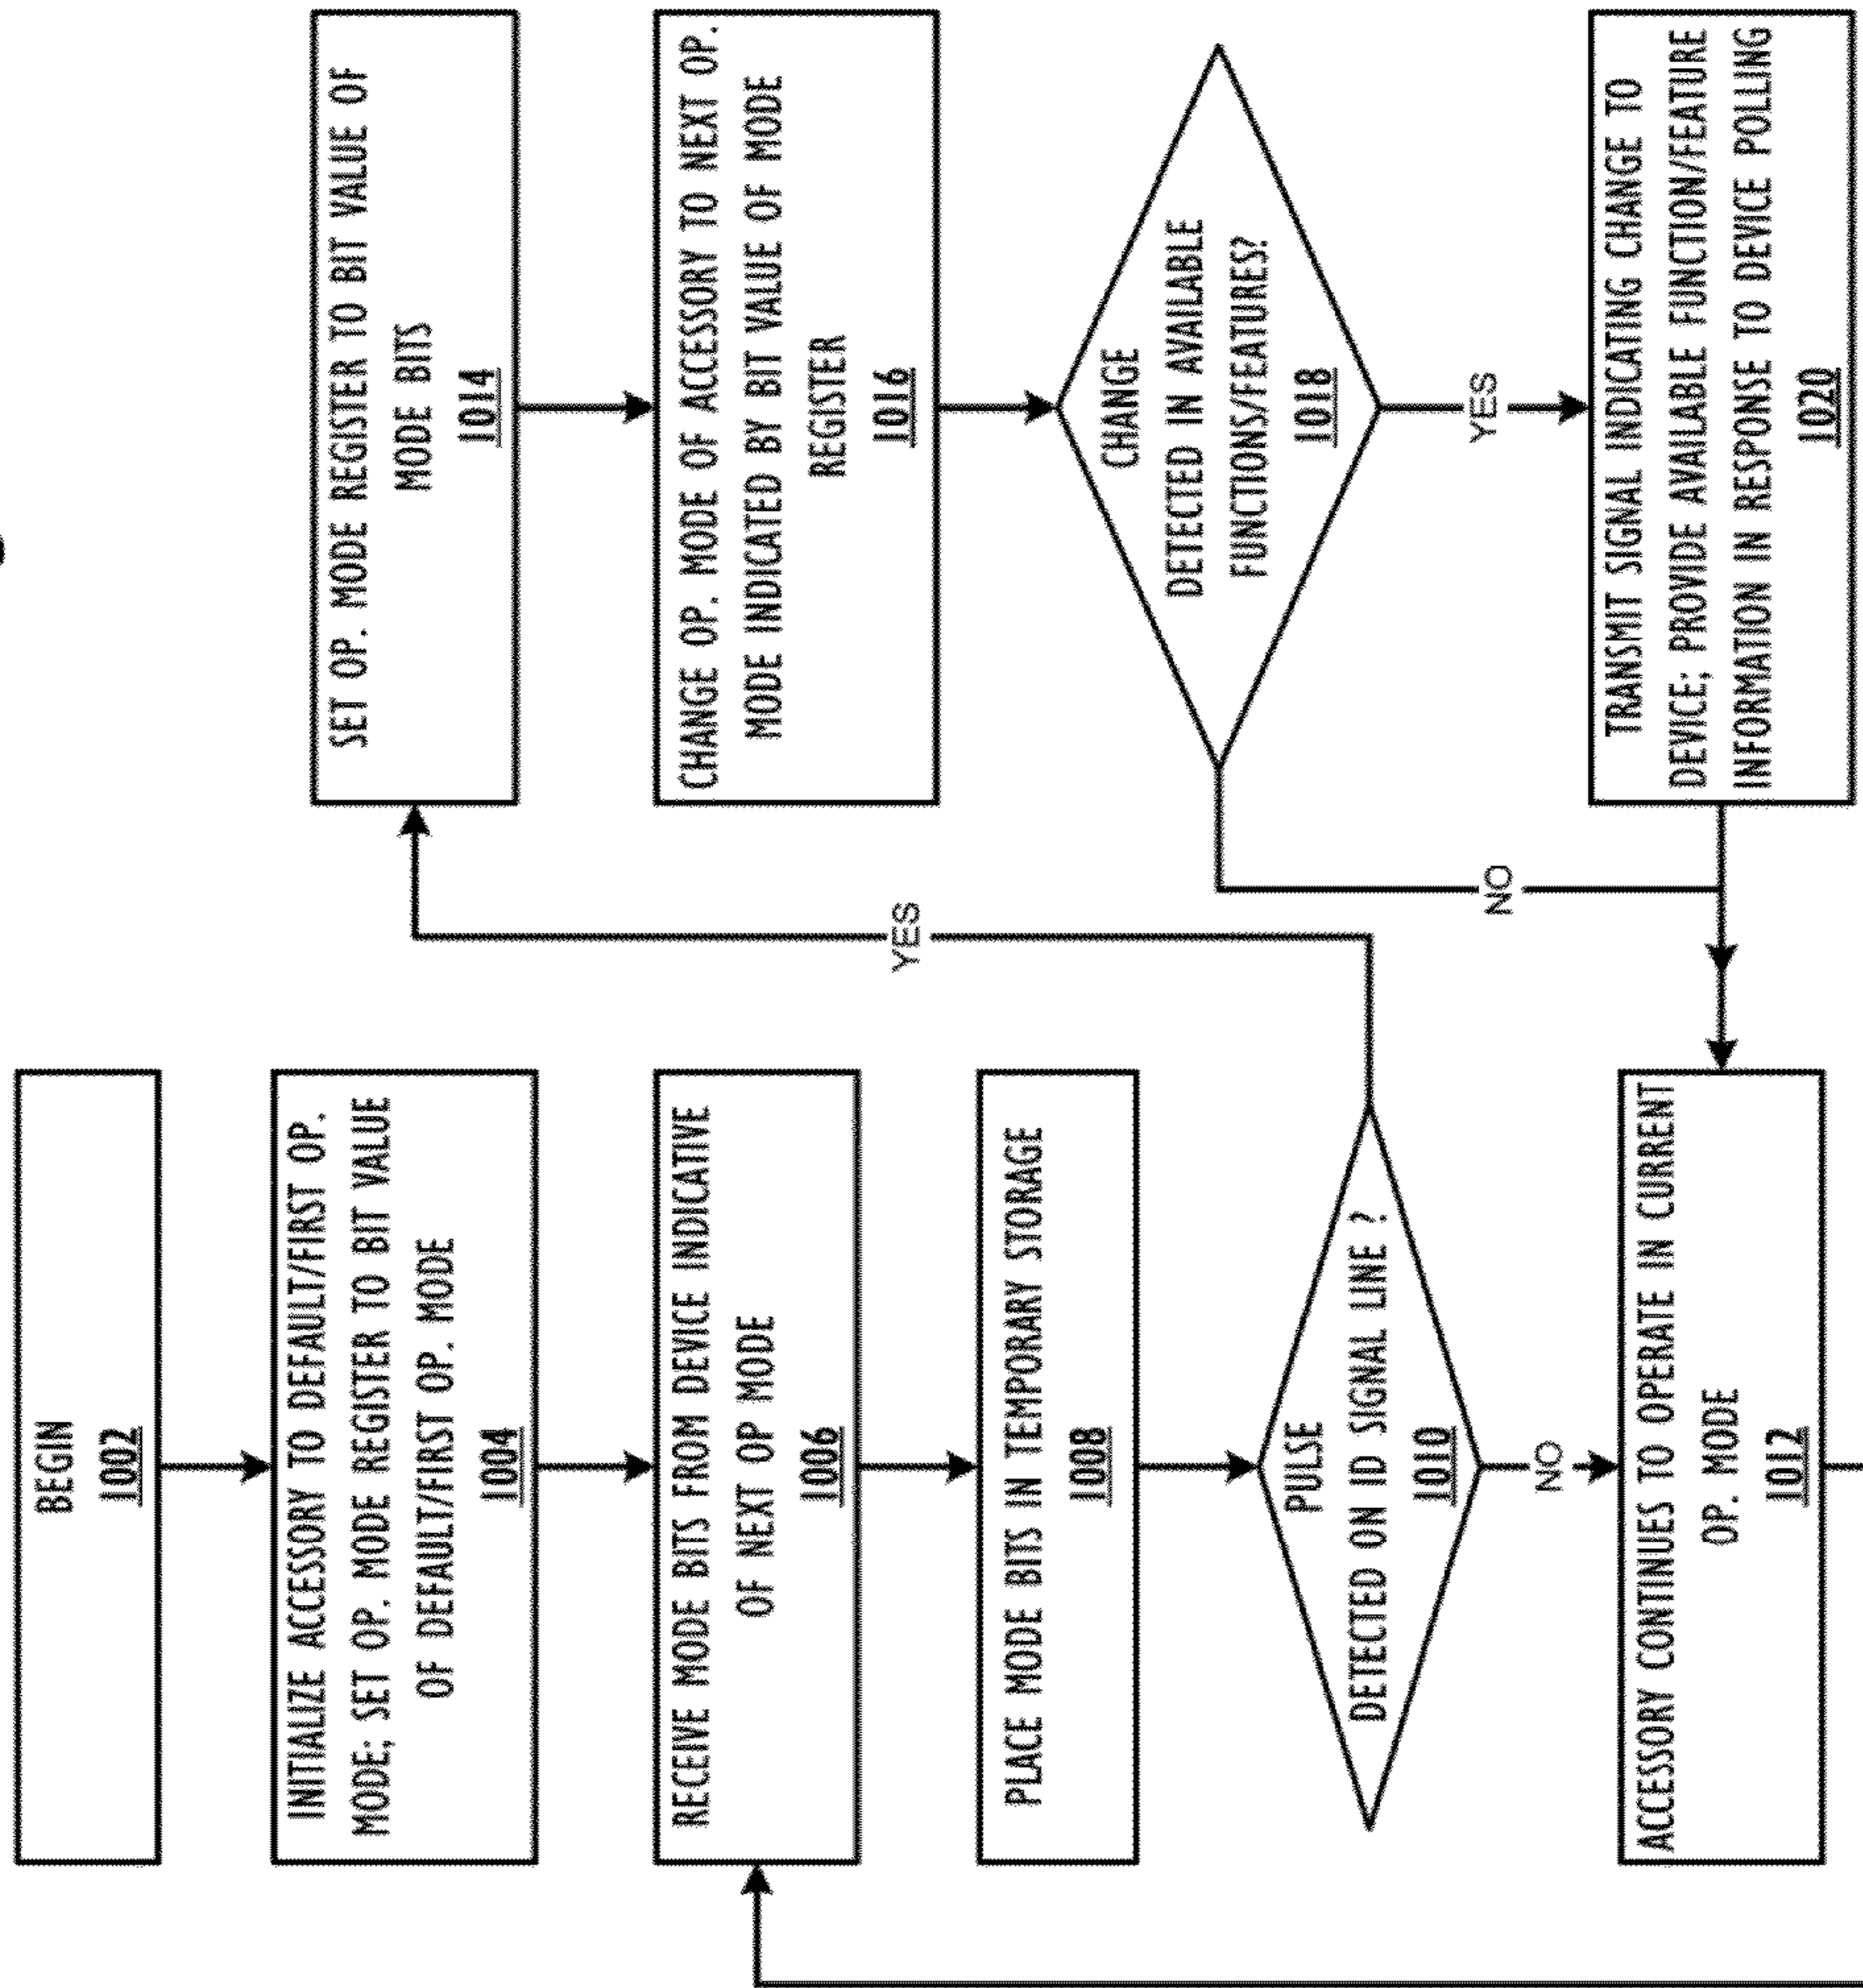 BEGIN
1002
INITIALIZE ACCESSORY TO DEFAULT/FIRST OP.
MODE; SET OP. MODE REGISTER TO BIT VALUE
OF DEFAULT/FIRST OP. MODE
1004
RECEIVE MODE BITS FROM DEVICE INDICATIVE
OF NEXT OP MODE
1006
PLACE MODE BITS IN TEMPORARY STORAGE
1008
PULSE
DETECTED ON ID SIGNAL LINE ?
1010
NO
ACCESSORY CONTINUES TO OPERATE IN CURRENT
OP. MODE
1012
YES
SET OP. MODE REGISTER TO BIT VALUE OF
MODE BITS
1014
CHANGE OP. MODE OF ACCESSORY TO NEXT OP.
MODE INDICATED BY BIT VALUE OF MODE
REGISTER
1016
CHANGE
DETECTED IN AVAILABLE
FUNCTIONS/FEATURES?
1018
NO
YES
TRANSMIT SIGNAL INDICATING CHANGE TO
DEVICE; PROVIDE AVAILABLE FUNCTION/FEATURE
INFORMATION IN RESPONSE TO DEVICE POLLING
1020